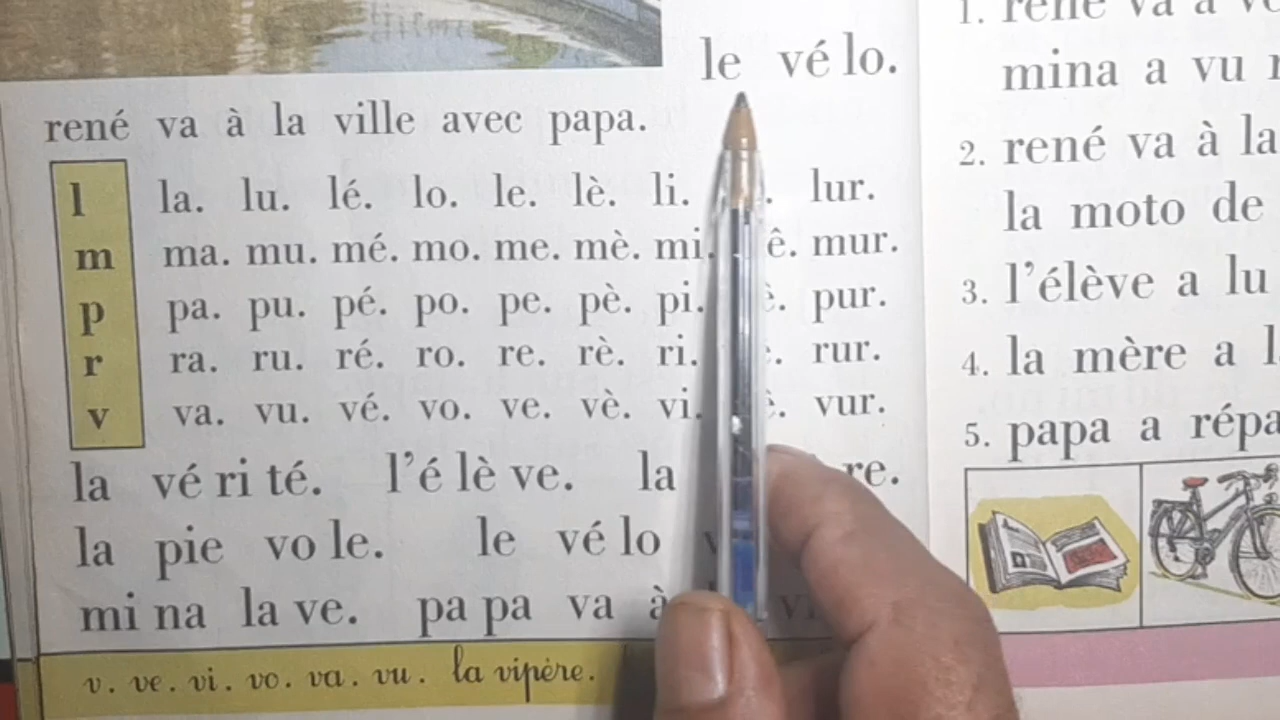 le vé lo.
rené va à la ville avec papa.
l la. lu. lé. lo. le. lè. li. lur.
m ma. mu. mé. mo. me. mè. mi. mur.
p pa. pu. pé. po. pe. pè. pi. pur.
r ra. ru. ré. ro. re. rè. ri. rur.
v va. vu. vé. vo. ve. vè. vi. vur.
la vé ri té. l'é lè ve. la re.
la pie vo le. le vé lo
mi na la ve. pa pa va à
v. ve. vi. vo. va. vu. la vipère.
1. rené va à
mina a vu
2. rené va à la
la moto de
3. l'élève a lu
4. la mère a
5. papa a